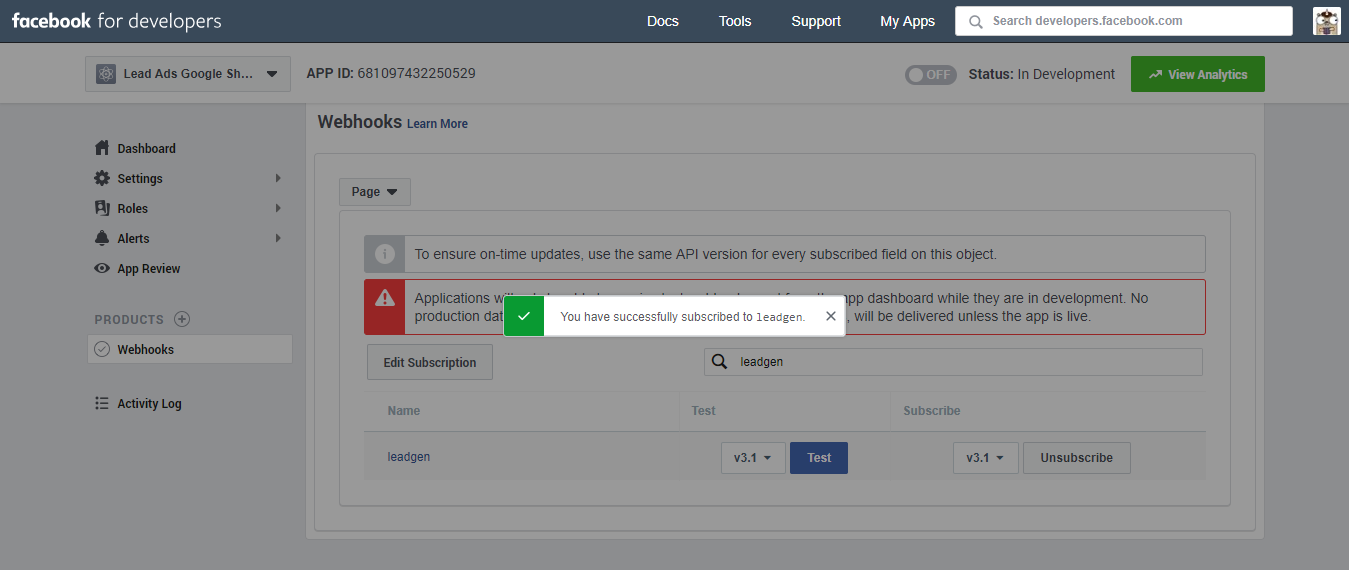 facebook for developers
Docs
Tools
Support
My Apps
Search developers.facebook.com
Lead Ads Google Sh...
APP ID: 681097432250529
OFF
Status: In Development
View Analytics
Dashboard
Settings
Roles
Alerts
App Review
PRODUCTS
Webhooks
Activity Log
Webhooks Learn More
Page
To ensure on-time updates, use the same API version for every subscribed field on this object.
Applications will app dashboard while they are in development. No
production , will be delivered unless the app is live.
You have successfully subscribed to leadgen.
Edit Subscription
leadgen
Name
Test
Subscribe
leadgen
v3.1
Test
v3.1
Unsubscribe